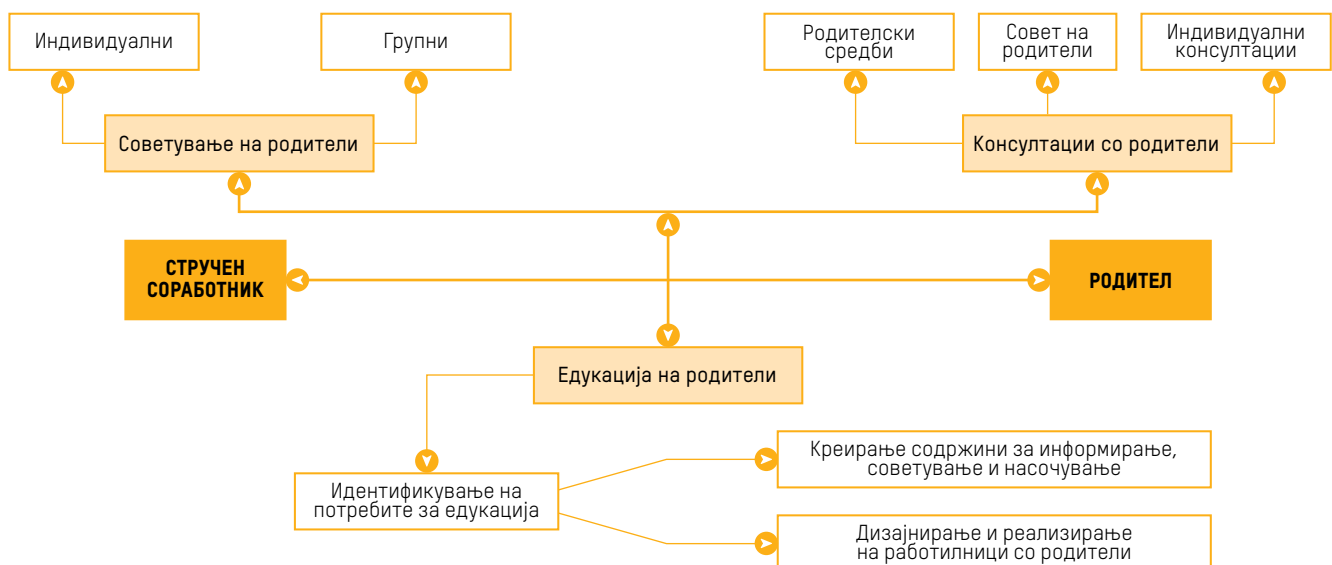 Индивидуални
Групни
Родителски
средби
Совет на
родители
Индивидуални
консултации
Советување на родители
Консултации со родители
СТРУЧЕН
СОРАБОТНИК
РОДИТЕЛ
Едукација на родители
Идентификување на
потребите за едукација
Креирање содржини за информирање,
советување и насочување
Дизајнирање и реализирање
на работилници со родители